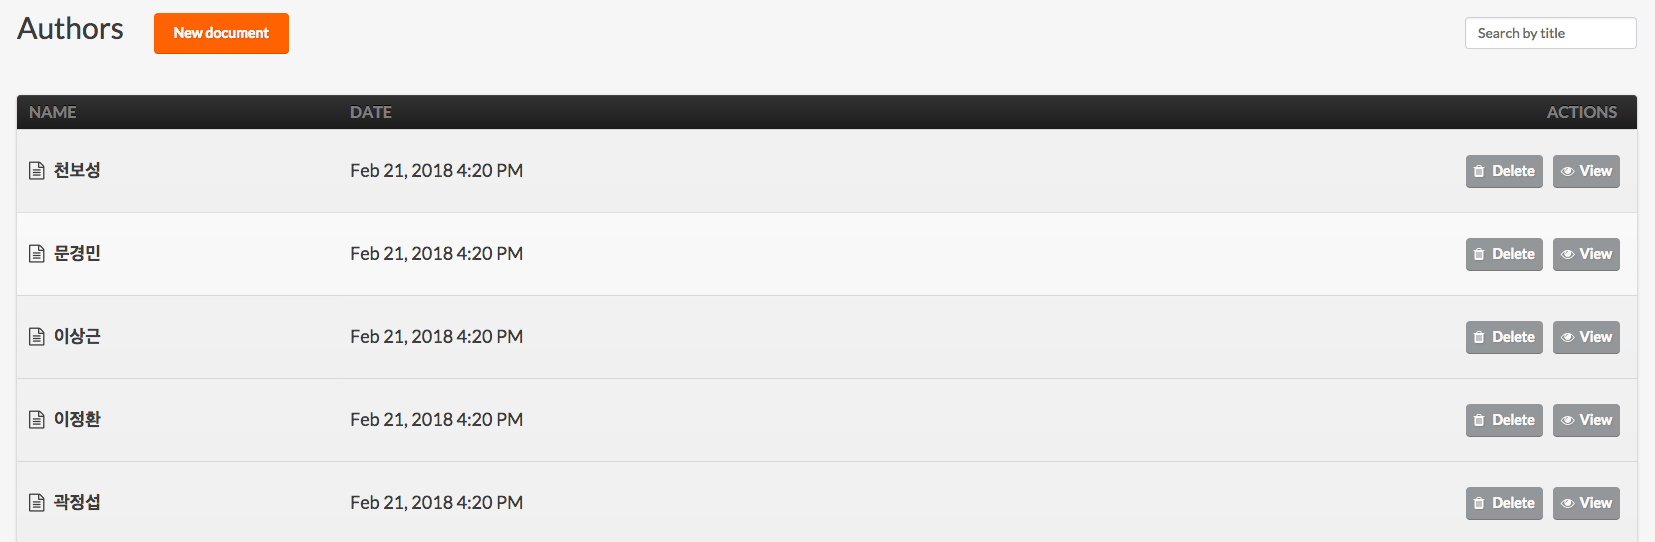 Authors New document Search by title
NAME DATE ACTIONS
천보성 Feb 21, 2018 4:20 PM Delete View
문경민 Feb 21, 2018 4:20 PM Delete View
이상근 Feb 21, 2018 4:20 PM Delete View
이정환 Feb 21, 2018 4:20 PM Delete View
곽정섭 Feb 21, 2018 4:20 PM Delete View